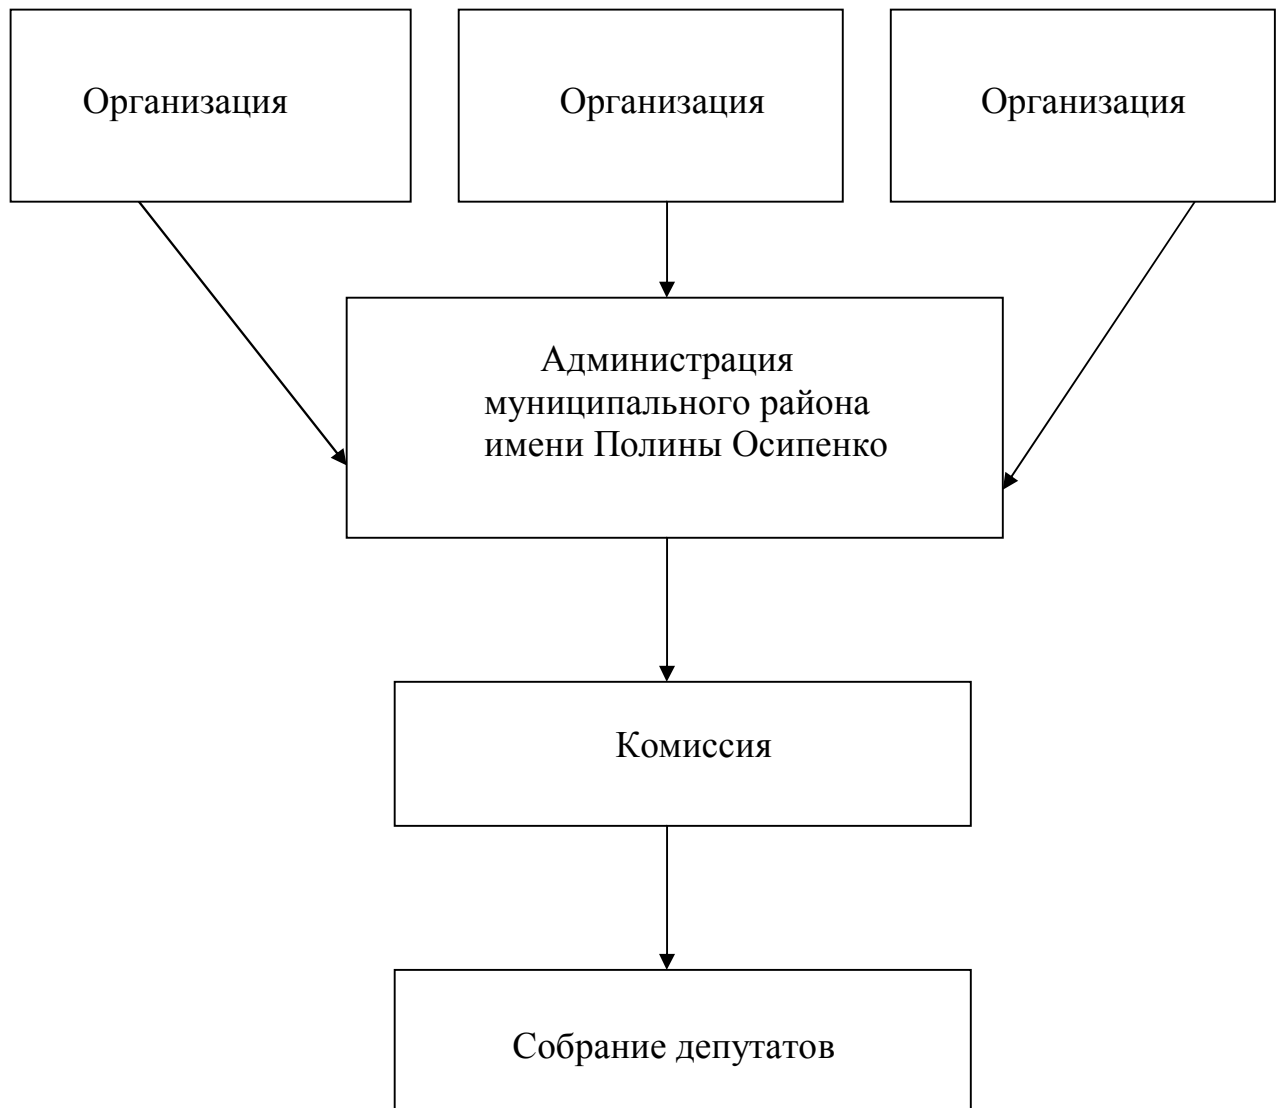 Организация
Организация
Организация
Администрация
муниципального района
имени Полины Осипенко
Комиссия
Собрание депутатов